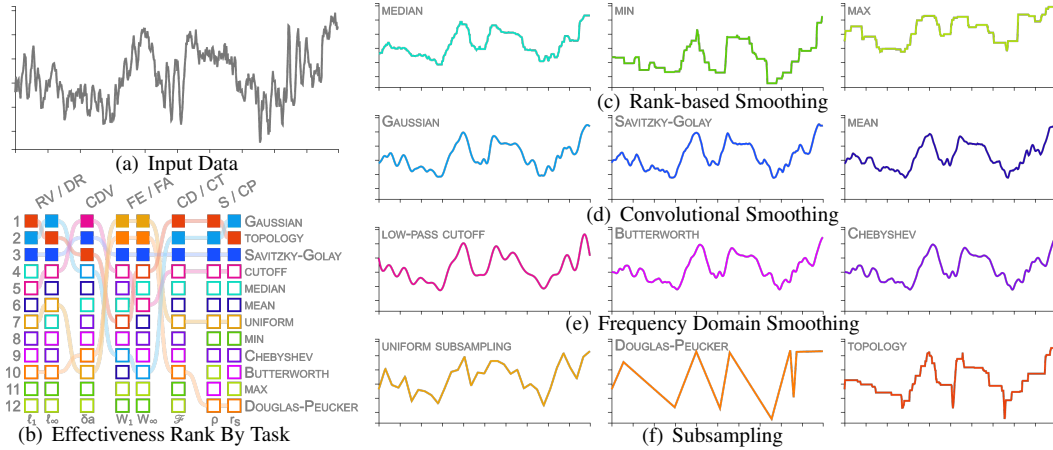 MEDIAN
MIN
MAX
(c) Rank-based Smoothing
(a) Input Data
GAUSSIAN
SAVITZKY-GOLAY
MEAN
(d) Convolutional Smoothing
RV / DR
CDV
FE / FA
CD / CT
S / CP
1
GAUSSIAN
2
TOPOLOGY
3
SAVITZKY-GOLAY
4
CUTOFF
5
MEDIAN
6
MEAN
7
UNIFORM
8
MIN
9
CHEBYSHEV
10
BUTTERWORTH
11
MAX
12
DOUGLAS-PEUCKER
ℓ₁ ℓ∞ δa W₁ W∞ ℱ ρ rₛ
(b) Effectiveness Rank By Task
LOW-PASS CUTOFF
BUTTERWORTH
CHEBYSHEV
(e) Frequency Domain Smoothing
UNIFORM SUBSAMPLING
DOUGLAS-PEUCKER
TOPOLOGY
(f) Subsampling